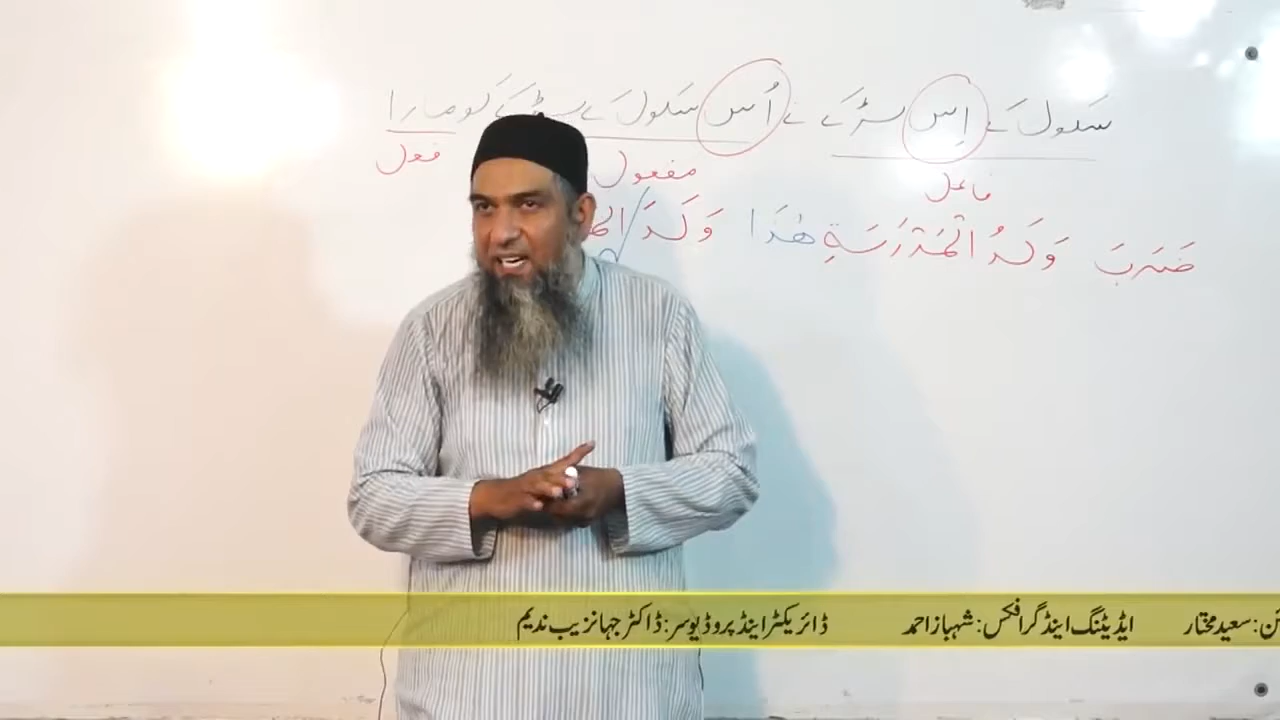 سکول کے اِس لڑکے نے اُس سکول کے لڑکے کو مارا
فاعل مفعول فعل
ضَرَبَ وَلَدُ الْمَدْرَسَةِ هٰذَا وَلَدَ
سعید مختار ایڈیٹنگ اینڈ گرافکس: شہباز احمد ڈائریکٹر اینڈ پروڈیوسر: ڈاکٹر جہانزیب ندیم